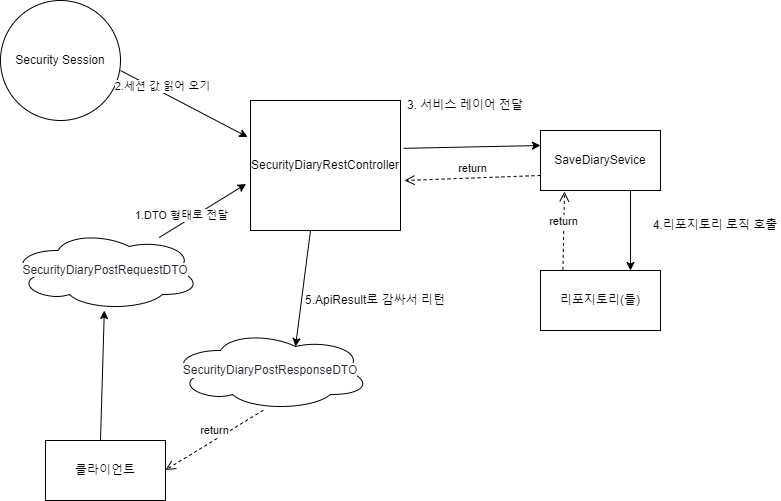 Security Session
2.세션 값 읽어 오기
3. 서비스 레이어 전달
SecurityDiaryRestController
SaveDiarySevice
return
1.DTO 형태로 전달
return
4.리포지토리 로직 호출
SecurityDiaryPostRequestDTO
5.ApiResult로 감싸서 리턴
리포지토리(들)
SecurityDiaryPostResponseDTO
return
클라이언트